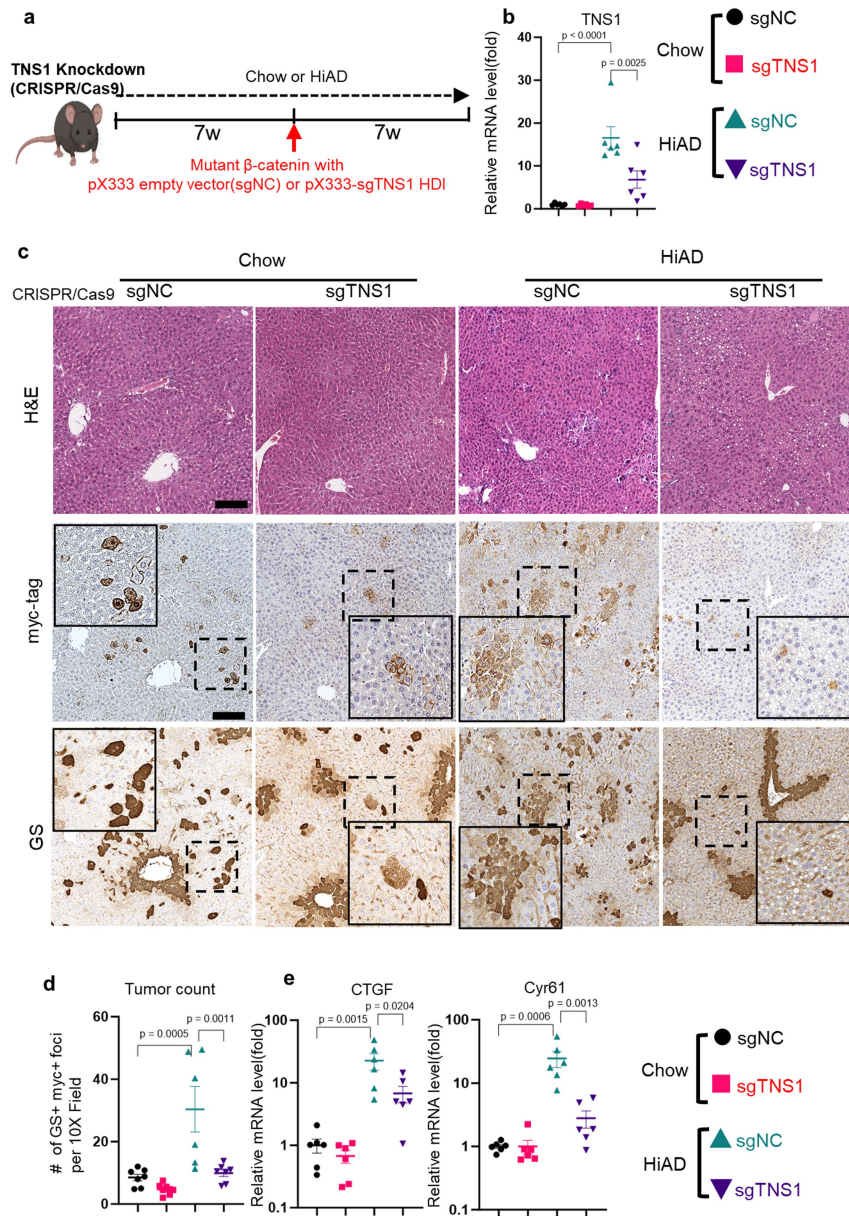 a
TNS1 Knockdown
(CRISPR/Cas9)
Chow or HiAD
7w
7w
Mutant β-catenin with
pX333 empty vector(sgNC) or pX333-sgTNS1 HDI
b
TNS1
p < 0.0001
p = 0.0025
Relative mRNA level(fold)
40
30
20
10
0
Chow
sgNC
sgTNS1
HiAD
sgNC
sgTNS1
c
Chow
HiAD
CRISPR/Cas9
sgNC
sgTNS1
sgNC
sgTNS1
H&E
myc-tag
GS
d
Tumor count
p = 0.0005
p = 0.0011
# of GS+ myc+ foci
per 10X Field
60
40
20
0
e
CTGF
p = 0.0015
p = 0.0204
Relative mRNA level(fold)
100
10
1
0.1
Cyr61
p = 0.0006
p = 0.0013
Relative mRNA level(fold)
100
10
1
0.1
Chow
sgNC
sgTNS1
HiAD
sgNC
sgTNS1